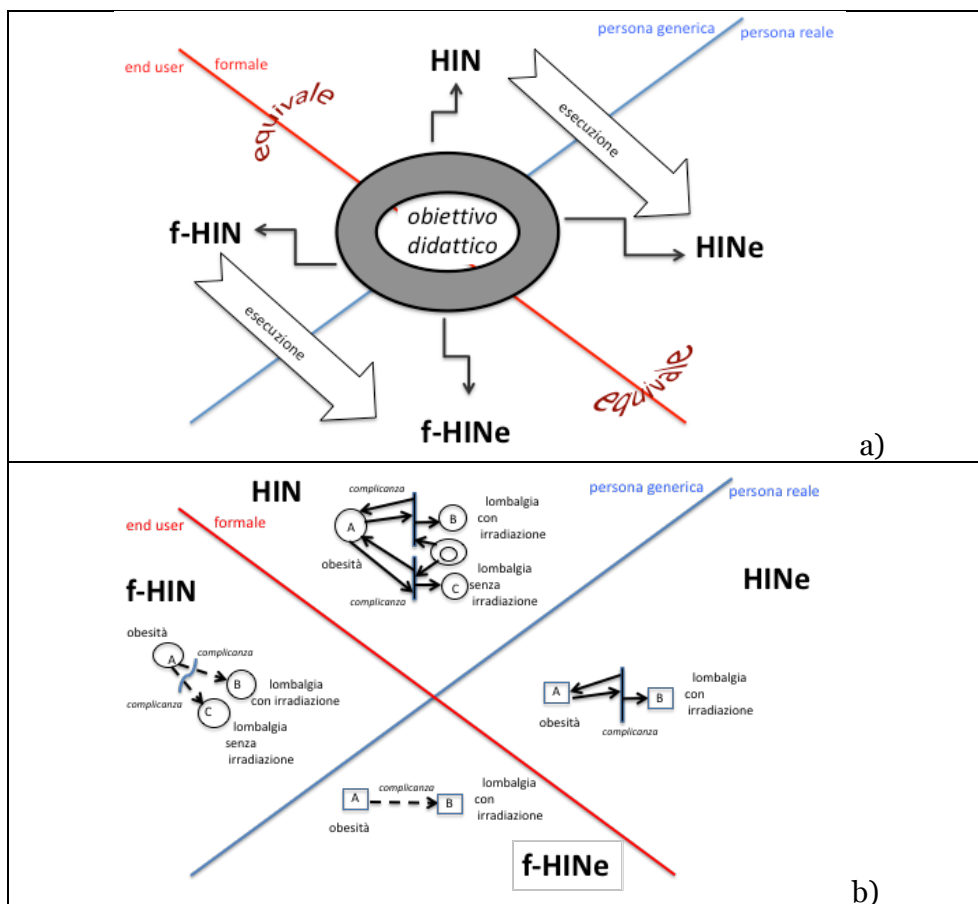 persona generica
persona reale
end user
formale
HIN
equivale
esecuzione
obiettivo
didattico
f-HIN
HINe
esecuzione
equivale
f-HINe
a)
HIN
persona generica
persona reale
end user
formale
complicanza
A
B
lombalgia
con
irradiazione
obesità
lombalgia
senza
irradiazione
C
complicanza
f-HIN
HINe
obesità
A
complicanza
B
lombalgia
con irradiazione
complicanza
C
lombalgia
senza
irradiazione
A
B
lombalgia
con
irradiazione
obesità
complicanza
complicanza
A
B
lombalgia
con
irradiazione
obesità
f-HINe
b)